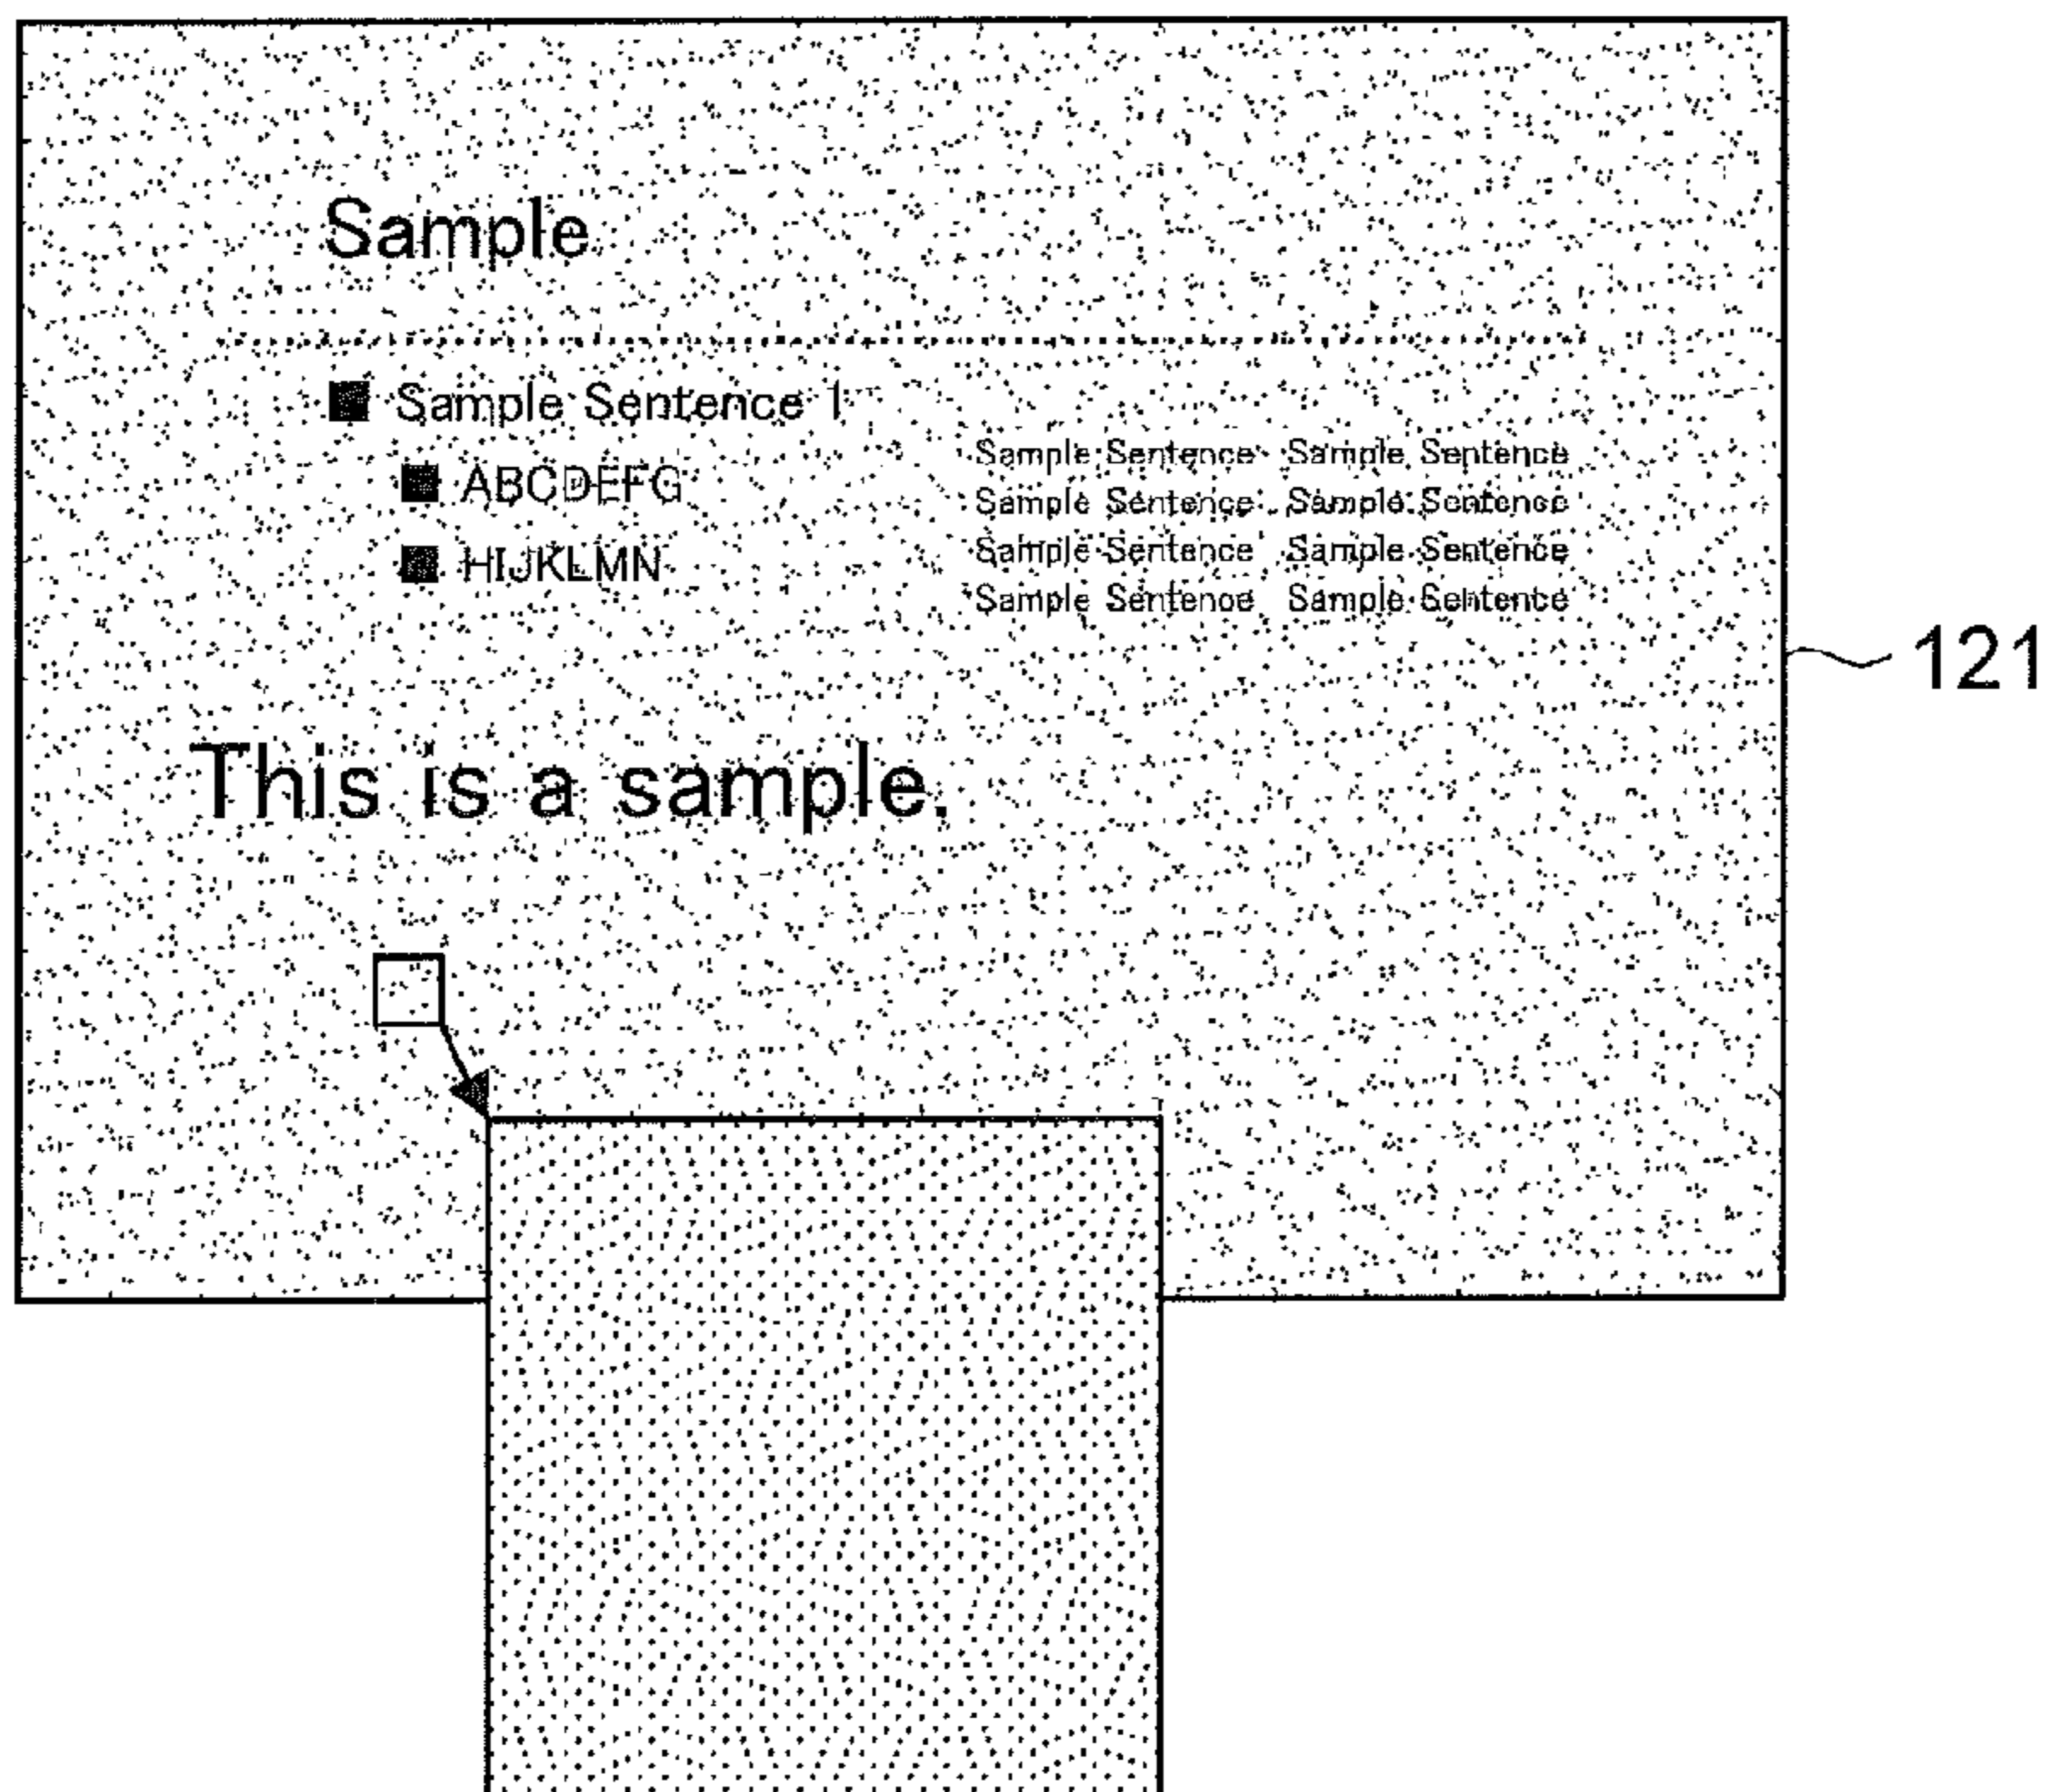 Sample
■ Sample Sentence 1
■ ABCDEFG
■ HIJKLMN
Sample Sentence Sample Sentence
Sample Sentence Sample Sentence
Sample Sentence Sample Sentence
Sample Sentence Sample Sentence
121
This is a sample.